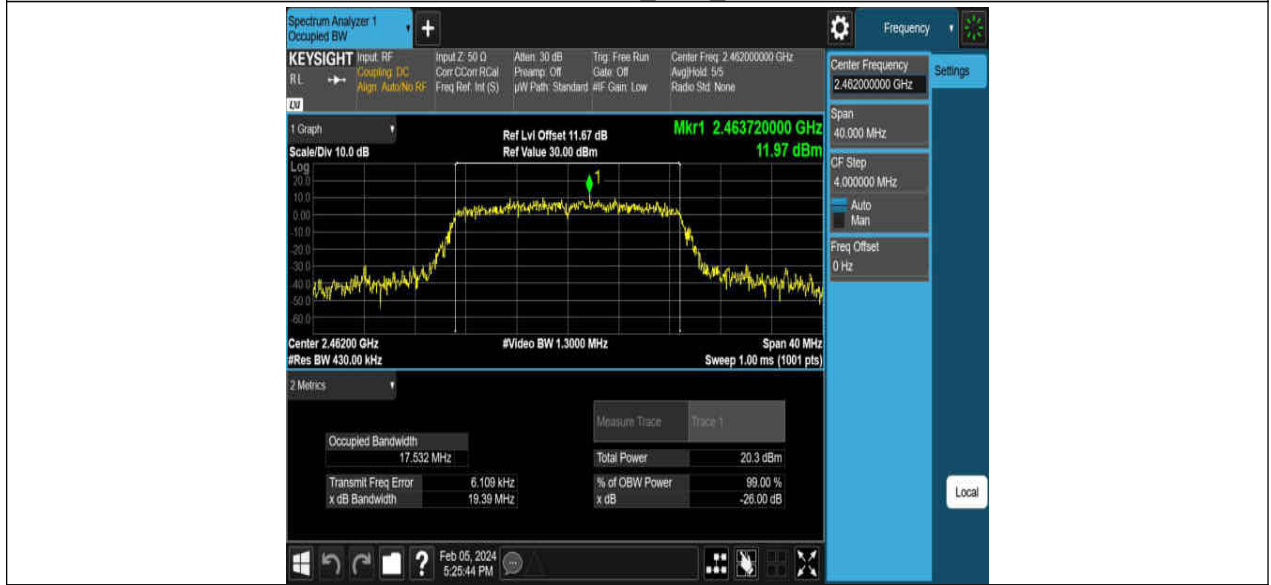 Spectrum Analyzer 1
Occupied BW
+
Frequency
KEYSIGHT
RL
LXI
Input: RF
Coupling: DC
Align: Auto/No RF
Input Z: 50 Ω
Corr CCorr RCal
Freq Ref: Int (S)
Atten: 30 dB
Preamp: Off
µW Path: Standard
Trig: Free Run
Gate: Off
#IF Gain: Low
Center Freq: 2.462000000 GHz
Avg|Hold: 5/5
Radio Std: None
Center Frequency
2.462000000 GHz
Settings
Span
40.000 MHz
CF Step
4.000000 MHz
Auto
Man
Freq Offset
0 Hz
Local
1 Graph
Scale/Div 10.0 dB
Ref Lvl Offset 11.67 dB
Ref Value 30.00 dBm
Mkr1 2.463720000 GHz
11.97 dBm
Log
20.0
10.0
0.00
-10.0
-20.0
-30.0
-40.0
-50.0
-60.0
1
Center 2.46200 GHz
#Res BW 430.00 kHz
#Video BW 1.3000 MHz
Span 40 MHz
Sweep 1.00 ms (1001 pts)
2 Metrics
Measure Trace Trace 1
Occupied Bandwidth
17.532 MHz
Total Power 20.3 dBm
Transmit Freq Error 6.109 kHz
% of OBW Power 99.00 %
x dB Bandwidth 19.39 MHz
x dB -26.00 dB
?
Feb 05, 2024
5:25:44 PM